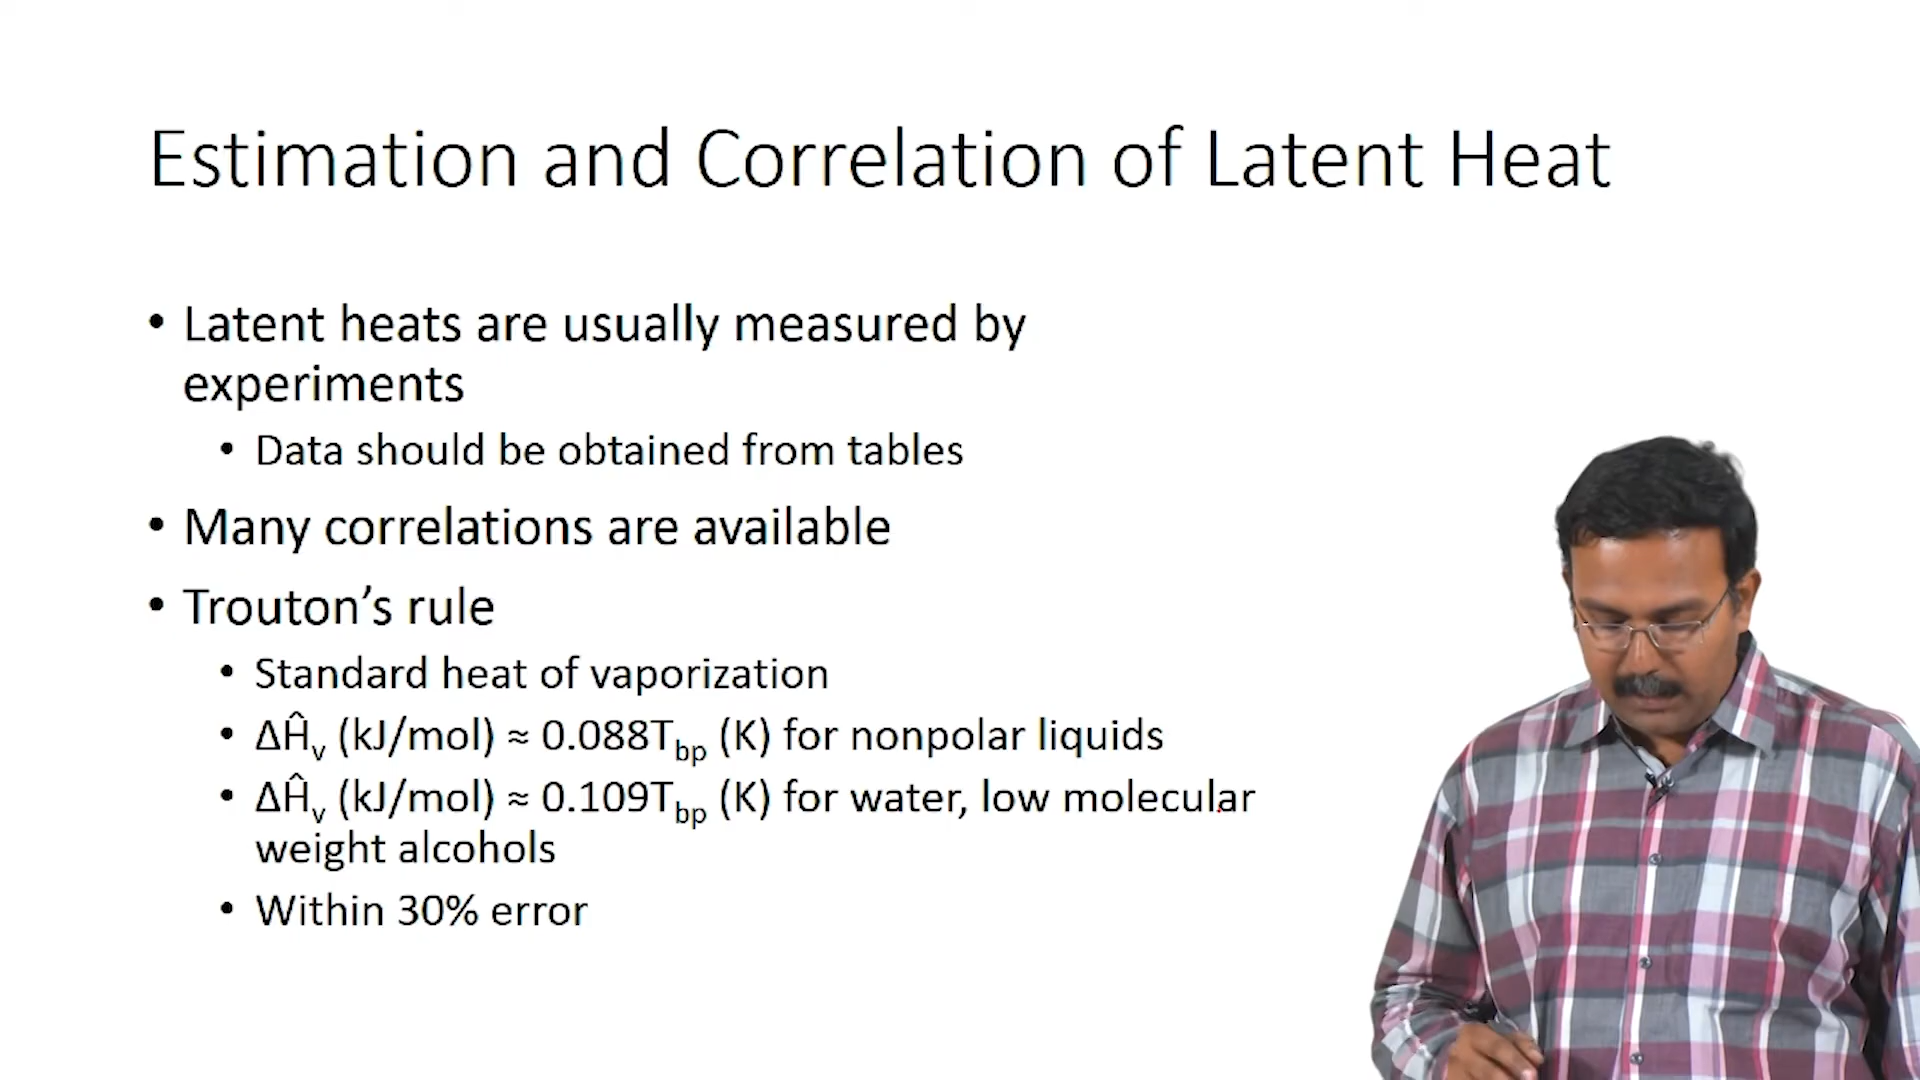 Estimation and Correlation of Latent Heat
• Latent heats are usually measured by
experiments
• Data should be obtained from tables
• Many correlations are available
• Trouton’s rule
• Standard heat of vaporization
• ΔĤv (kJ/mol) ≈ 0.088Tbp (K) for nonpolar liquids
• ΔĤv (kJ/mol) ≈ 0.109Tbp (K) for water, low molecular
weight alcohols
• Within 30% error